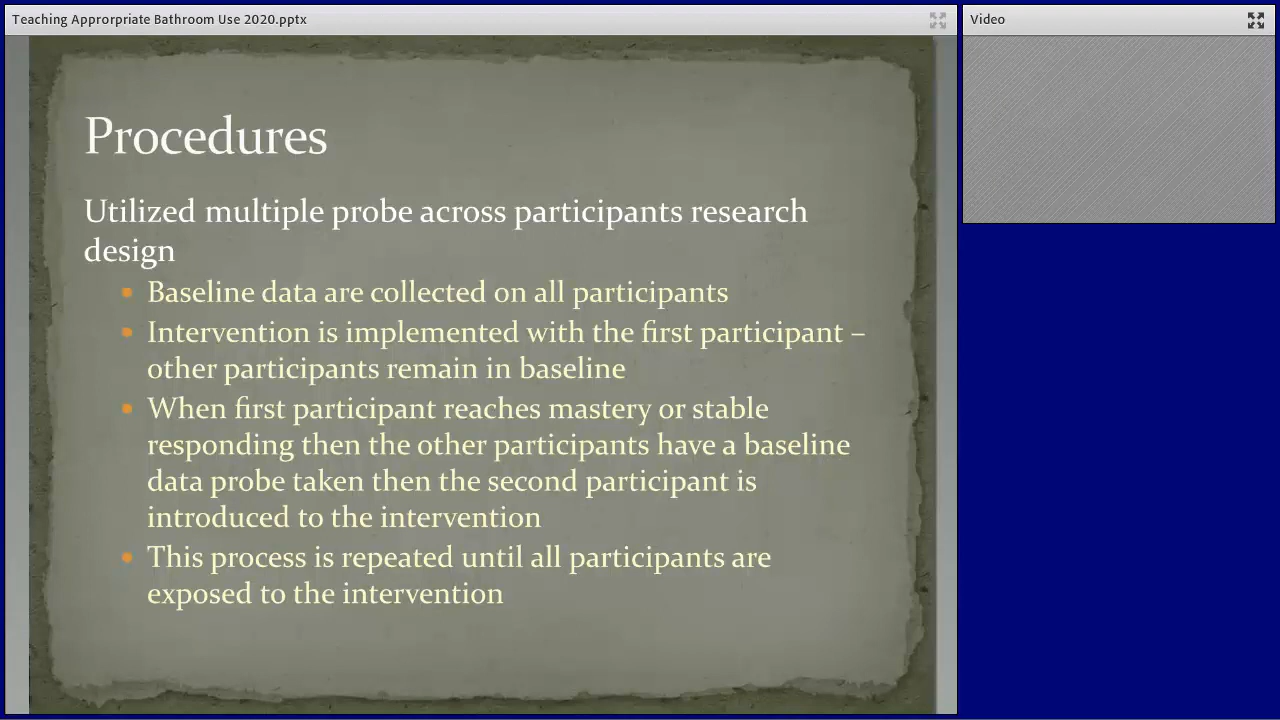 Teaching Approrpriate Bathroom Use 2020.pptx
Video
Procedures
Utilized multiple probe across participants research
design
Baseline data are collected on all participants
Intervention is implemented with the first participant –
other participants remain in baseline
When first participant reaches mastery or stable
responding then the other participants have a baseline
data probe taken then the second participant is
introduced to the intervention
This process is repeated until all participants are
exposed to the intervention